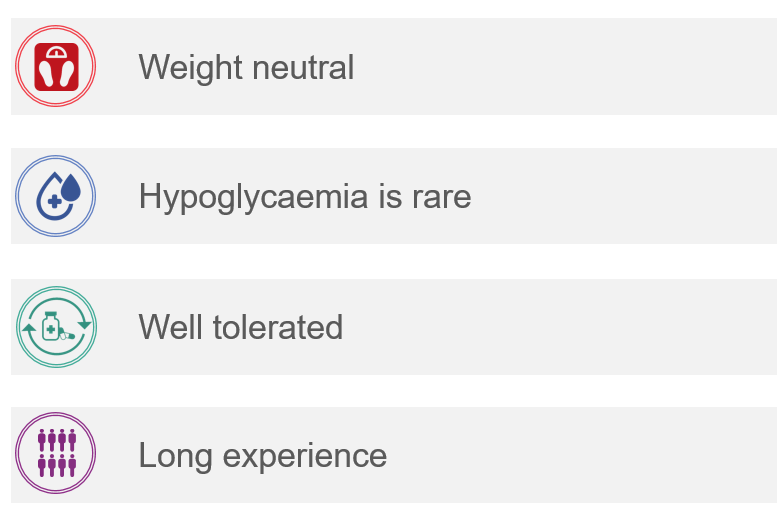 Weight neutral
Hypoglycaemia is rare
Well tolerated
Long experience